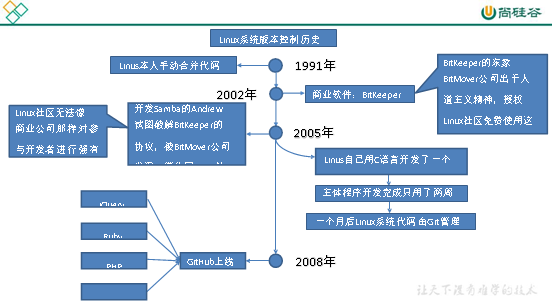 尚硅谷
Linux系统版本控制历史
Linus本人手动合并代码
1991年
2002年
商业软件：BitKeeper
BitKeeper的东家
BitMover公司出于人
道主义精神，授权
Linux社区免费使用这
Linux社区无法像
商业公司那样对参
与开发者进行强有
开发Samba的Andrew
试图破解BitKeeper的
协议，被BitMover公司
2005年
Linus自己用C语言开发了一个
主体程序开发完成只用了两周
一个月后Linux系统代码由Git管理
jQuery
Ruby
PHP
GitHub上线
2008年
让天下没有难学的技术